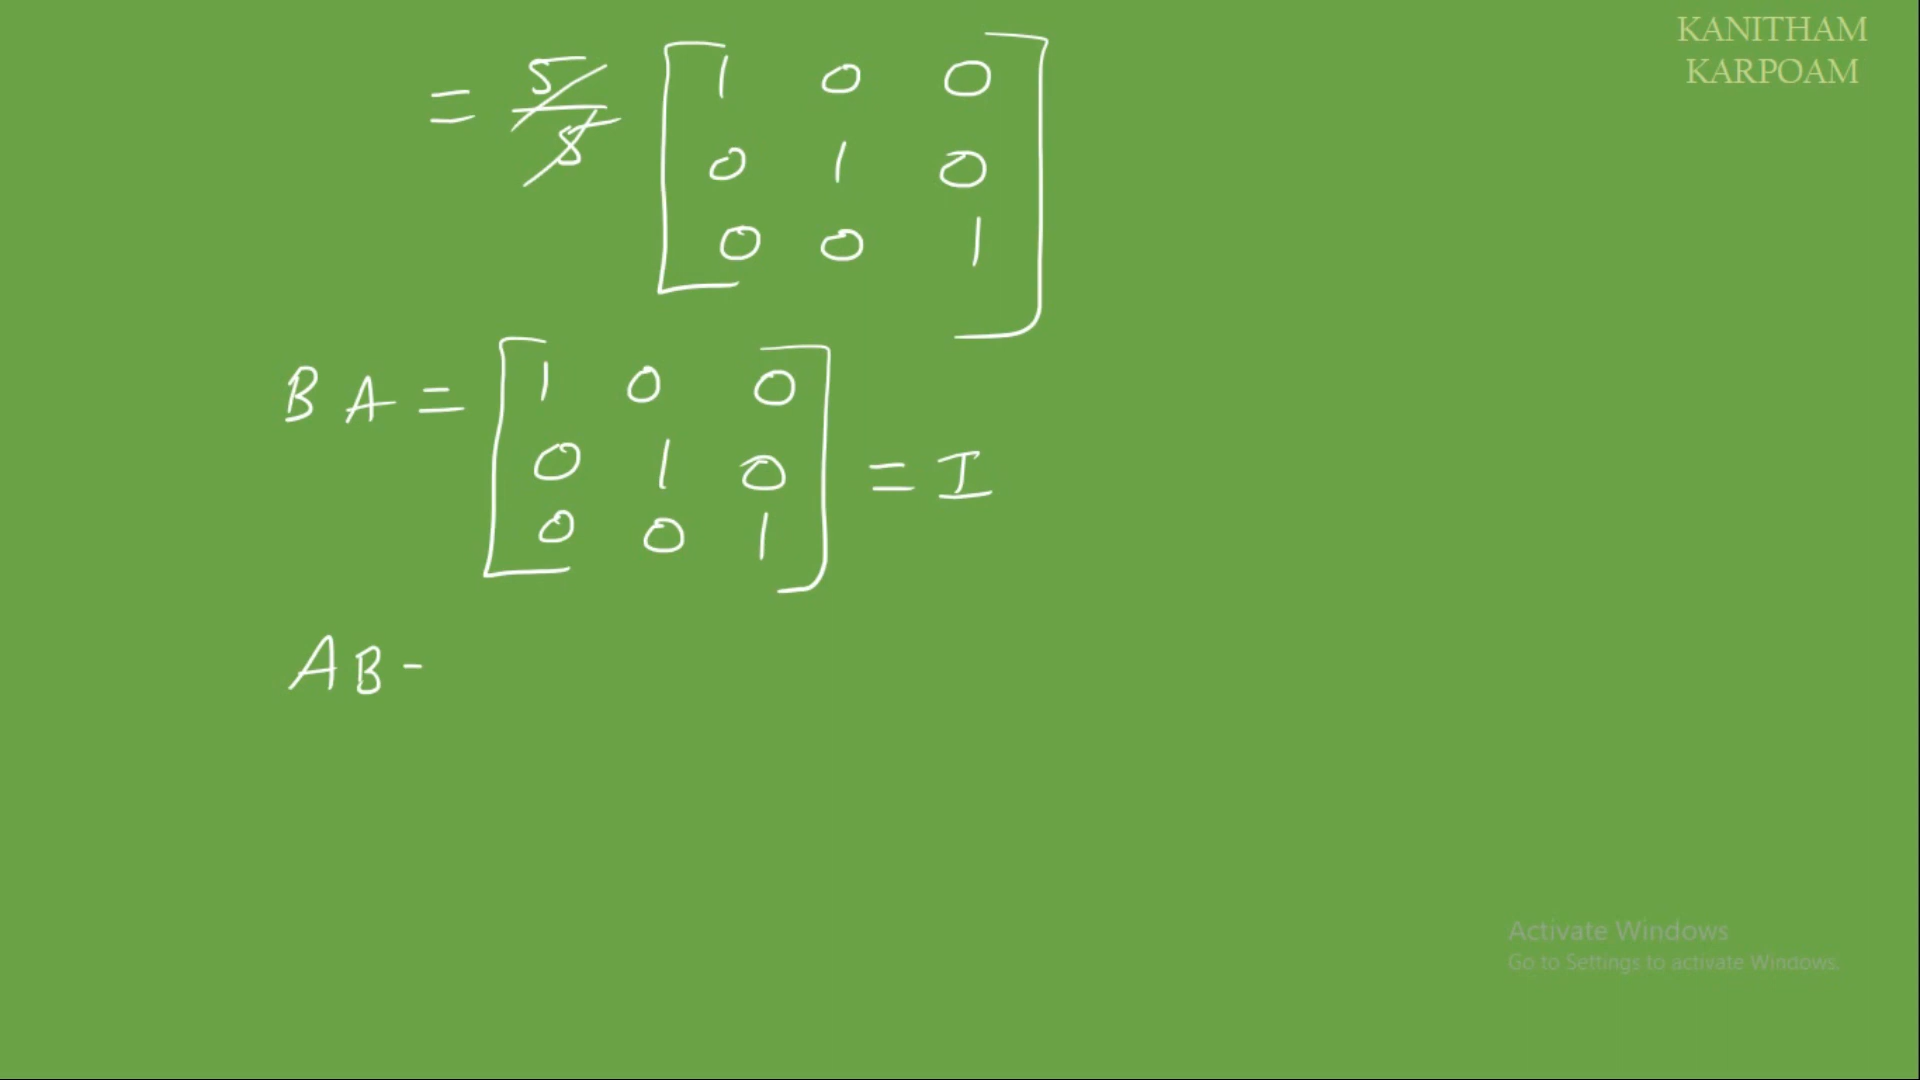 KANITHAM
KARPOAM
= 5/5 [1 0 0
0 1 0
0 0 1]
BA = [1 0 0
0 1 0
0 0 1] = I
AB -
Activate Windows
Go to Settings to activate Windows.